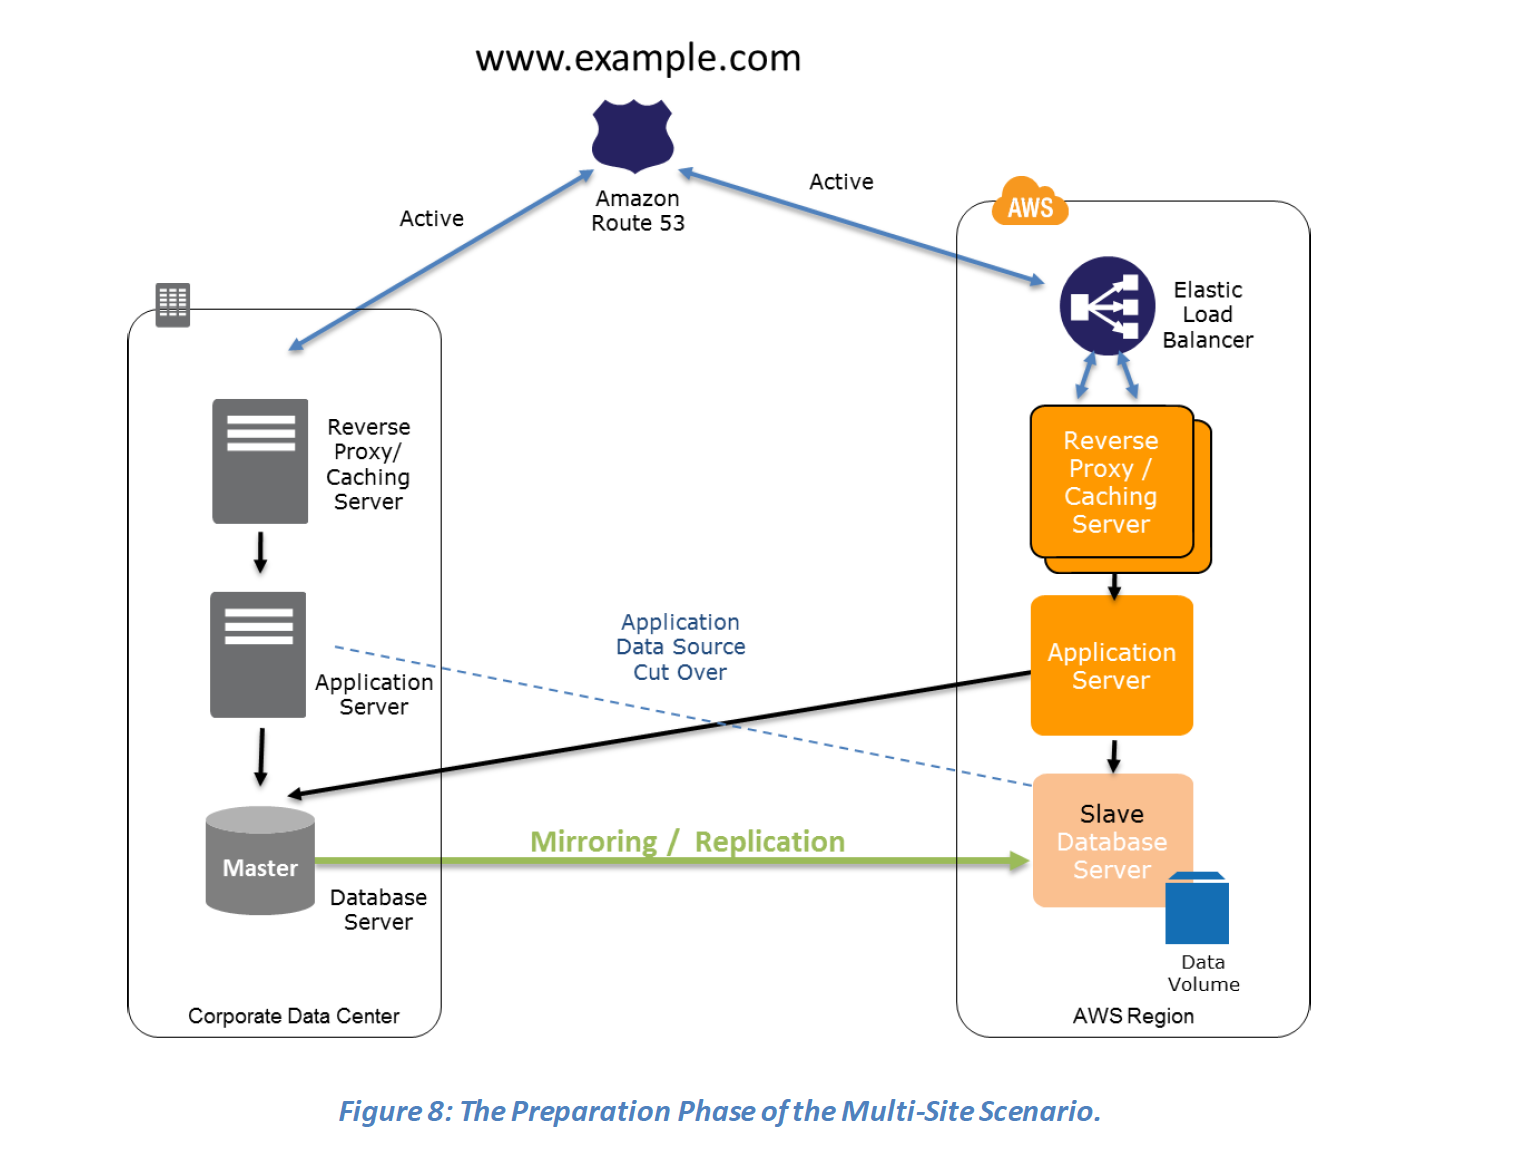 www.example.com
Amazon
Route 53
Active
Active
AWS
Elastic
Load
Balancer
Reverse
Proxy/
Caching
Server
Reverse
Proxy /
Caching
Server
Application
Server
Application
Data Source
Cut Over
Application
Server
Master
Database
Server
Mirroring / Replication
Slave
Database
Server
Data
Volume
Corporate Data Center
AWS Region
Figure 8: The Preparation Phase of the Multi-Site Scenario.